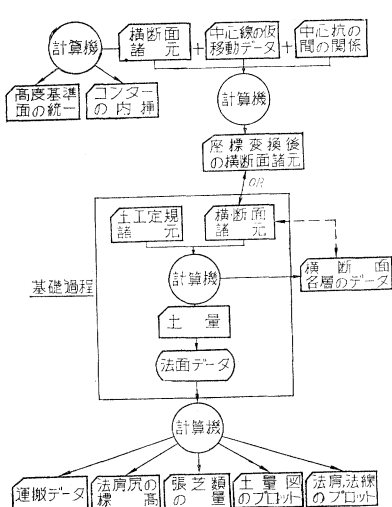 計算機
横断面
諸元
+
中心線の仮
移動データ
+
中心杭の
間の関係
高度基準
面の統一
コンター
の内挿
計算機
座標変換後
の横断面諸元
OR
土工定規
諸元
横断面
諸元
計算機
横断面
各層のデータ
基礎過程
土量
法面データ
計算機
運搬データ
法肩尻の
標高
張芝類
の量
土量図
のプロット
法肩,法線
のプロット